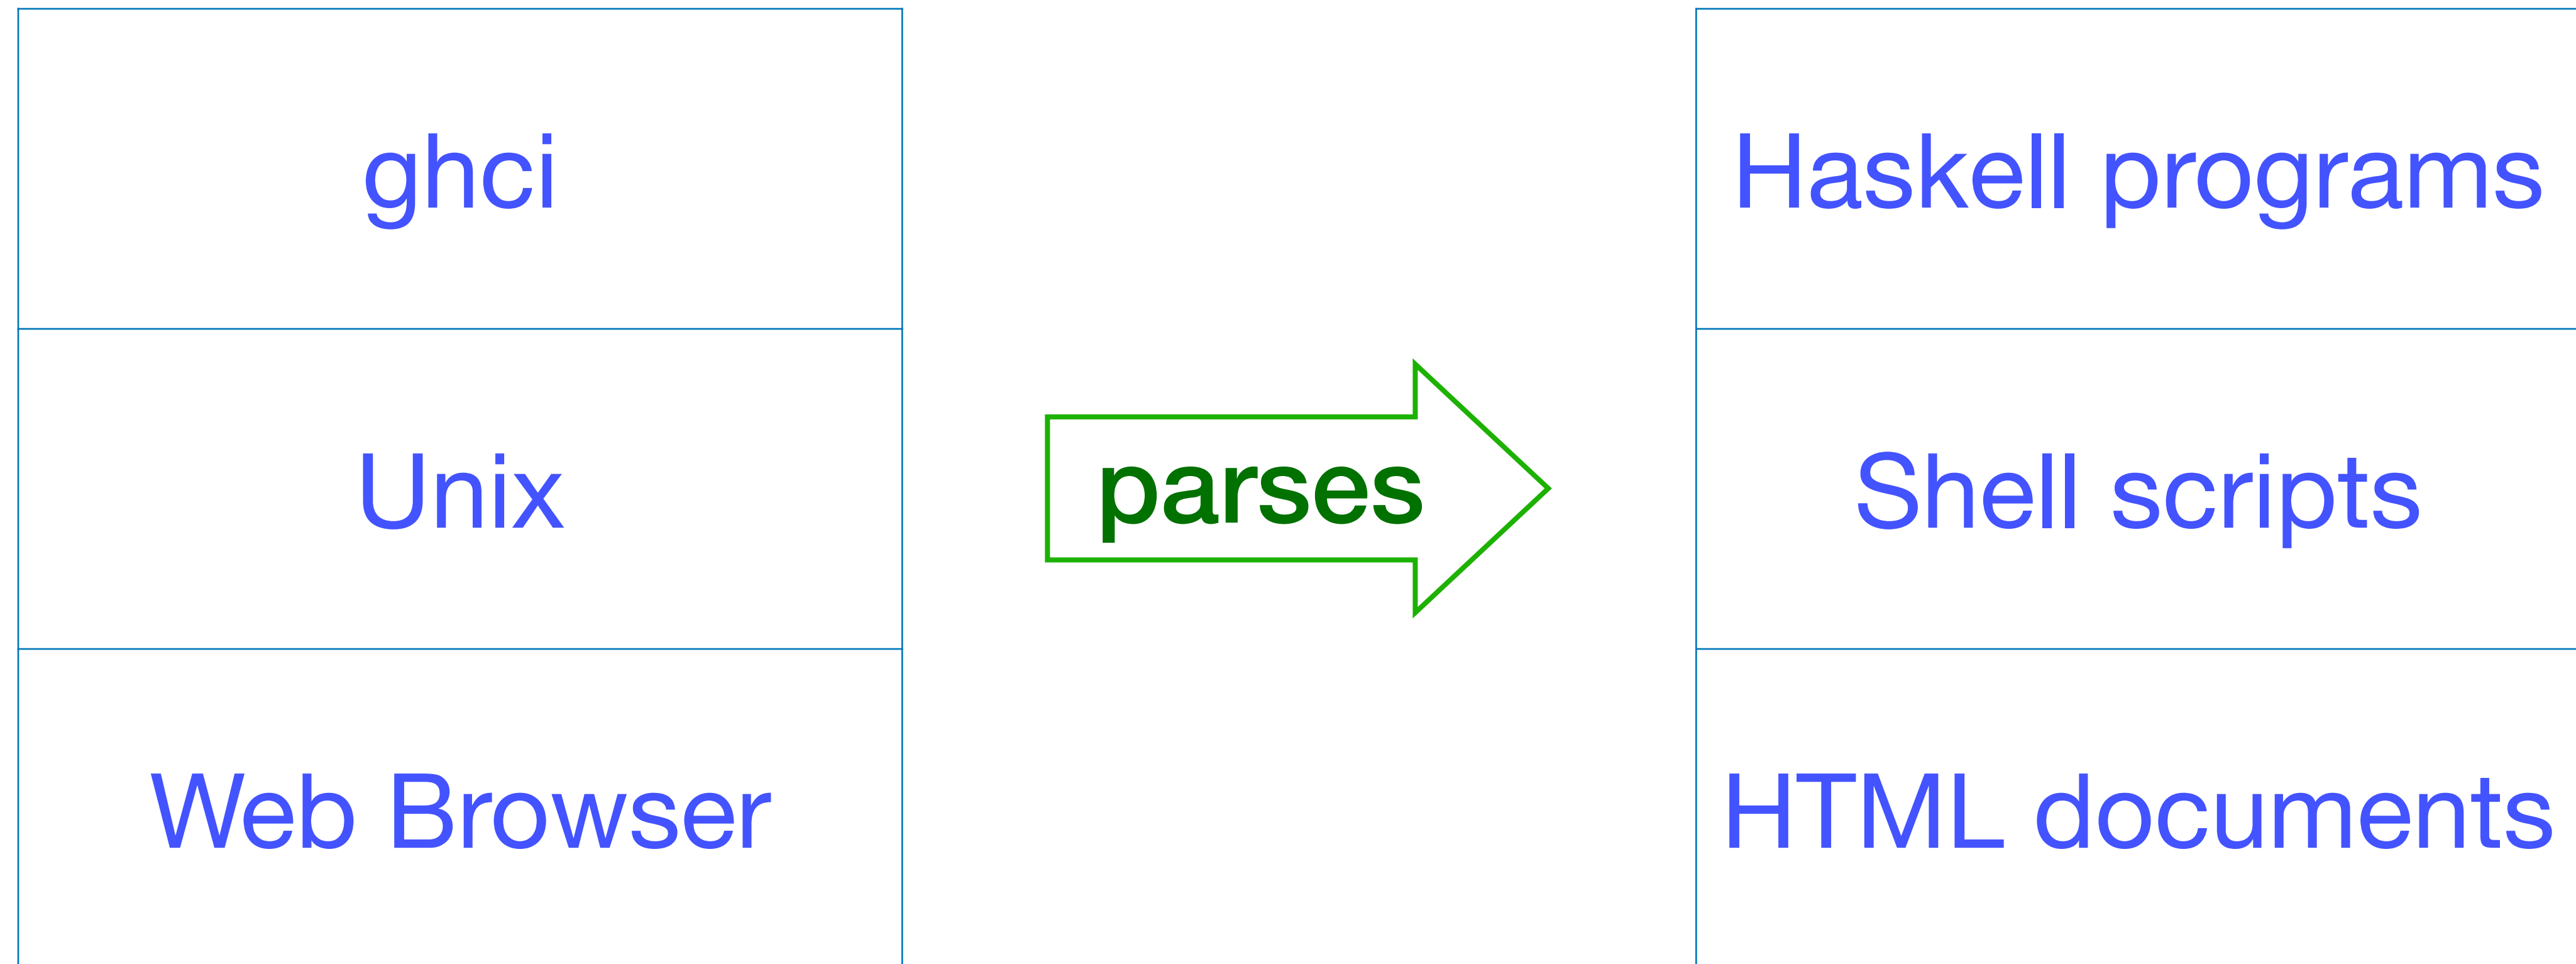 ghci
Haskell programs
Unix
parses
Shell scripts
Web Browser
HTML documents